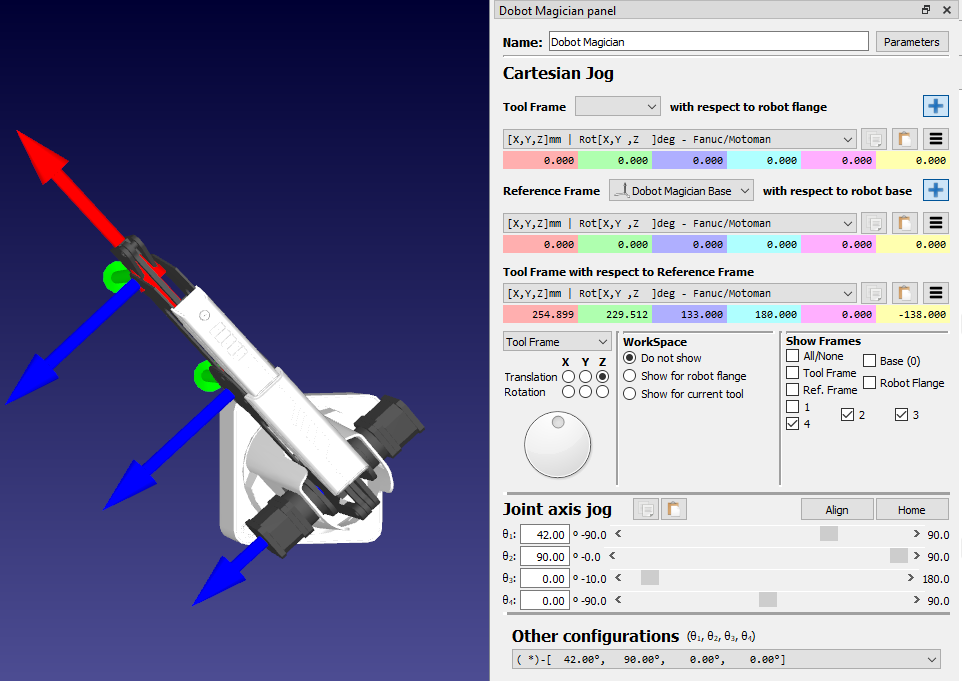 Dobot Magician panel
Name: Dobot Magician Parameters
Cartesian Jog
Tool Frame with respect to robot flange
[X,Y,Z]mm | Rot[X,Y ,Z ]deg - Fanuc/Motoman
0.000 0.000 0.000 0.000 0.000 0.000
Reference Frame Dobot Magician Base with respect to robot base
[X,Y,Z]mm | Rot[X,Y ,Z ]deg - Fanuc/Motoman
0.000 0.000 0.000 0.000 0.000 0.000
Tool Frame with respect to Reference Frame
[X,Y,Z]mm | Rot[X,Y ,Z ]deg - Fanuc/Motoman
254.899 229.512 133.000 180.000 0.000 -138.000
Tool Frame
X Y Z
Translation
Rotation
WorkSpace
Do not show
Show for robot flange
Show for current tool
Show Frames
All/None Base (0)
Tool Frame
Robot Flange
Ref. Frame
1
2 3
4
Joint axis jog Align Home
θ₁: 42.00 º -90.0 < > 90.0
θ₂: 90.00 º -0.0 < > 90.0
θ₃: 0.00 º -10.0 < > 180.0
θ₄: 0.00 º -90.0 < > 90.0
Other configurations (θ₁, θ₂, θ₃, θ₄)
( *)-[ 42.00°, 90.00°, 0.00°, 0.00°]